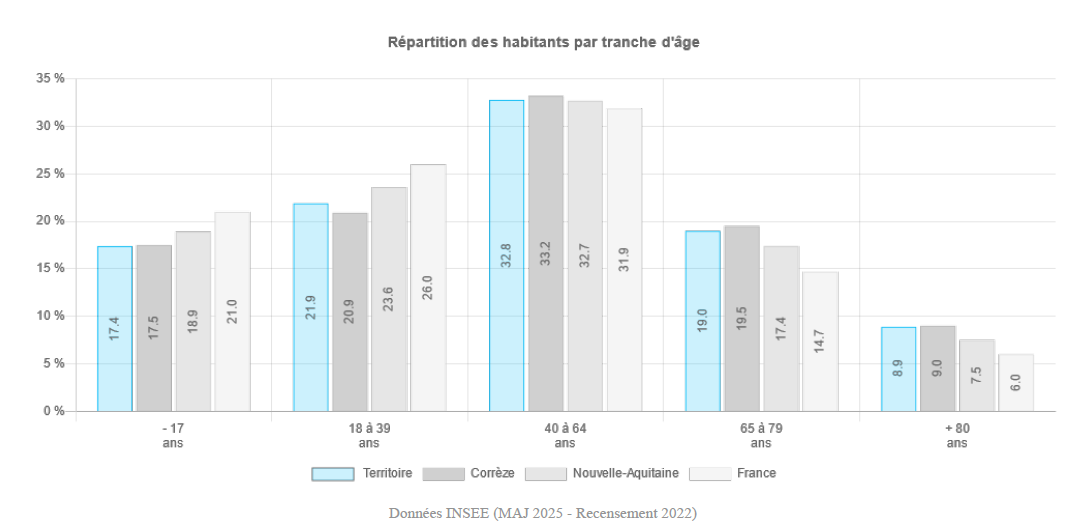 Répartition des habitants par tranche d'âge
35 %
30 %
25 %
20 %
15 %
10 %
5 %
0 %
17.4
17.5
18.9
21.0
21.9
20.9
23.6
26.0
32.8
33.2
32.7
31.9
19.0
19.5
17.4
14.7
8.9
9.0
7.5
6.0
- 17
ans
18 à 39
ans
40 à 64
ans
65 à 79
ans
+ 80
ans
Territoire Corrèze Nouvelle-Aquitaine France
Données INSEE (MAJ 2025 - Recensement 2022)